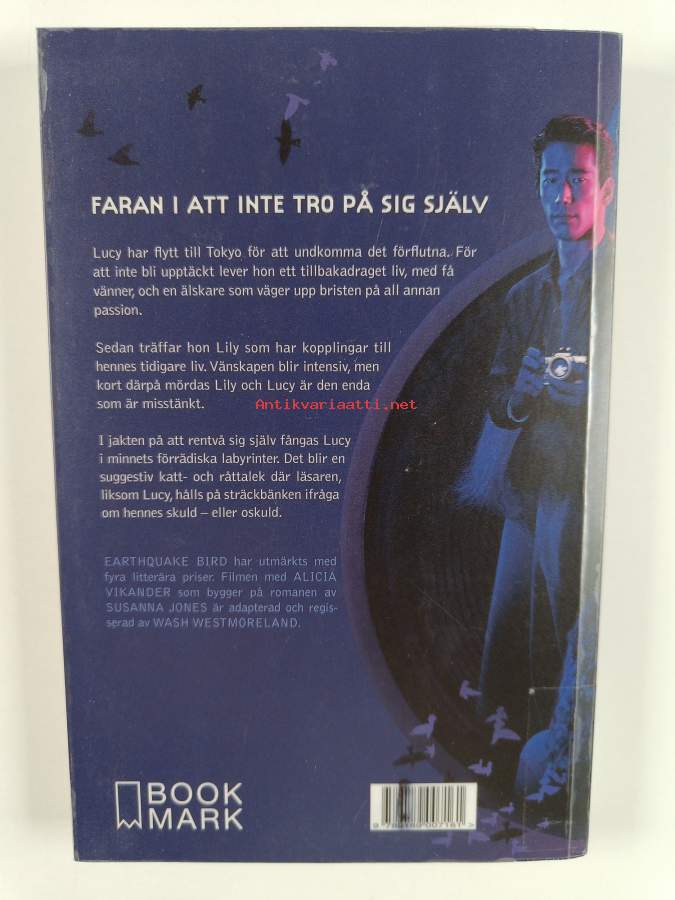 FARAN I ATT INTE TRO PÅ SIG SJÄLV
Lucy har flytt till Tokyo för att undkomma det förflutna. För
att inte bli upptäckt lever hon ett tillbakadraget liv, med få
vänner, och en älskare som väger upp bristen på all annan
passion.
Sedan träffar hon Lily som har kopplingar till
hennes tidigare liv. Vänskapen blir intensiv, men
kort därpå mördas Lily och Lucy är den enda
som är misstänkt.
Antikvariaatti.net
I jakten på att rentvå sig själv fångas Lucy
i minnets förrädiska labyrinter. Det blir en
suggestiv katt- och råttalek där läsaren,
liksom Lucy, hålls på sträckbänken ifråga
om hennes skuld – eller oskuld.
EARTHQUAKE BIRD har utmärkts med
fyra litterära priser. Filmen med ALICIA
VIKANDER som bygger på romanen av
SUSANNA JONES är adapterad och regis-
serad av WASH WESTMORELAND.
BOOK
MARK